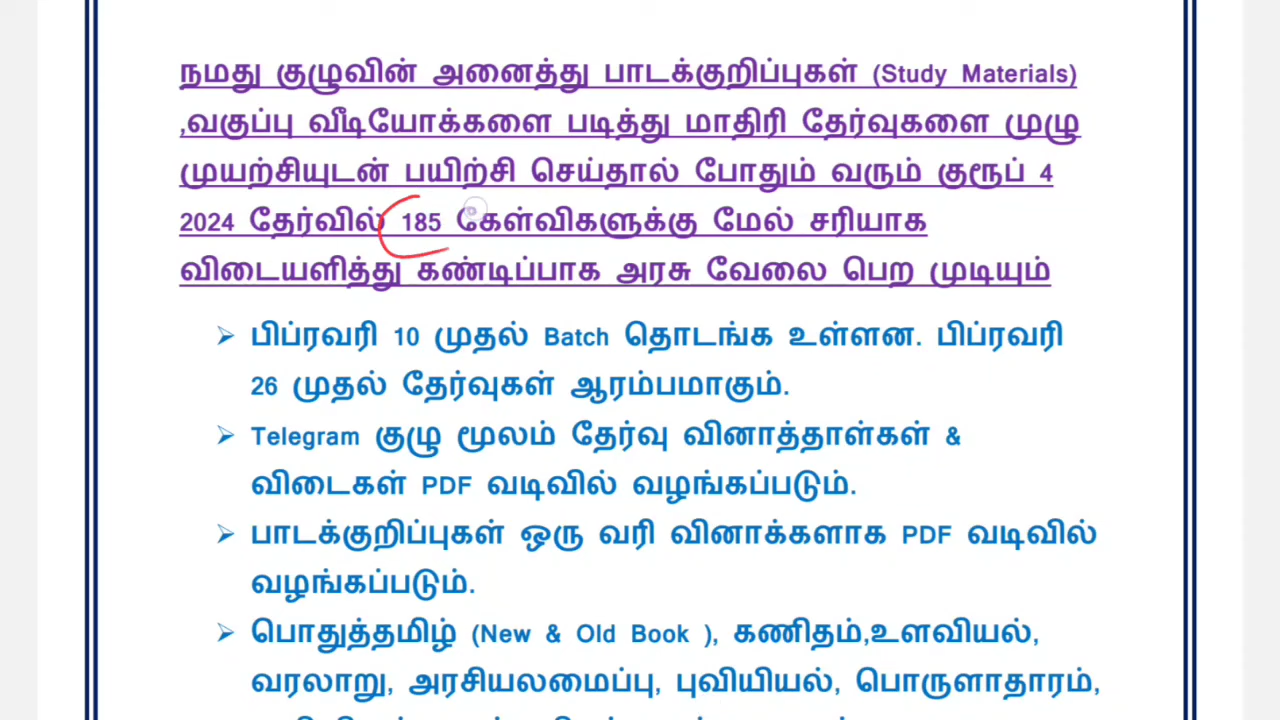 நமது குழுவின் அனைத்து பாடக்குறிப்புகள் (Study Materials)
,வகுப்பு வீடியோக்களை படித்து மாதிரி தேர்வுகளை முழு
முயற்சியுடன் பயிற்சி செய்தால் போதும் வரும் குரூப் 4
2024 தேர்வில் 185 கேள்விகளுக்கு மேல் சரியாக
விடையளித்து கண்டிப்பாக அரசு வேலை பெற முடியும்
➢ பிப்ரவரி 10 முதல் Batch தொடங்க உள்ளன. பிப்ரவரி
26 முதல் தேர்வுகள் ஆரம்பமாகும்.
➢ Telegram குழு மூலம் தேர்வு வினாத்தாள்கள் &
விடைகள் PDF வடிவில் வழங்கப்படும்.
➢ பாடக்குறிப்புகள் ஒரு வரி வினாக்களாக PDF வடிவில்
வழங்கப்படும்.
➢ பொதுத்தமிழ் (New & Old Book ), கணிதம்,உளவியல்,
வரலாறு, அரசியலமைப்பு, புவியியல், பொருளாதாரம்,